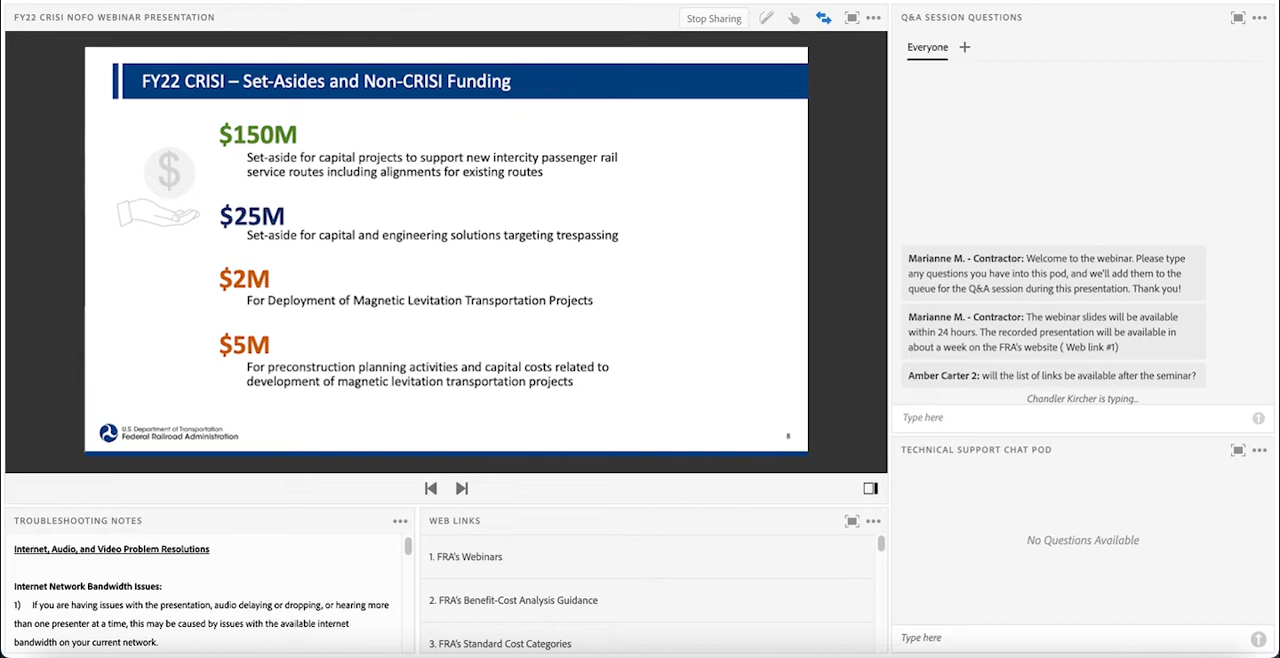 FY22 CRISI NOFO WEBINAR PRESENTATION
Stop Sharing
FY22 CRISI – Set-Asides and Non-CRISI Funding
$150M
Set-aside for capital projects to support new intercity passenger rail
service routes including alignments for existing routes
$25M
Set-aside for capital and engineering solutions targeting trespassing
$2M
For Deployment of Magnetic Levitation Transportation Projects
$5M
For preconstruction planning activities and capital costs related to
development of magnetic levitation transportation projects
U.S. Department of Transportation
Federal Railroad Administration
8
TROUBLESHOOTING NOTES
Internet, Audio, and Video Problem Resolutions
Internet Network Bandwidth Issues:
1) If you are having issues with the presentation, audio delaying or dropping, or hearing more
than one presenter at a time, this may be caused by issues with the available internet
bandwidth on your current network.
WEB LINKS
1. FRA's Webinars
2. FRA's Benefit-Cost Analysis Guidance
3. FRA's Standard Cost Categories
Q&A SESSION QUESTIONS
Everyone
Marianne M. - Contractor: Welcome to the webinar. Please type
any questions you have into this pod, and we'll add them to the
queue for the Q&A session during this presentation. Thank you!
Marianne M. - Contractor: The webinar slides will be available
within 24 hours. The recorded presentation will be available in
about a week on the FRA's website ( Web link #1)
Amber Carter 2: will the list of links be available after the seminar?
Chandler Kircher is typing...
Type here
TECHNICAL SUPPORT CHAT POD
No Questions Available
Type here